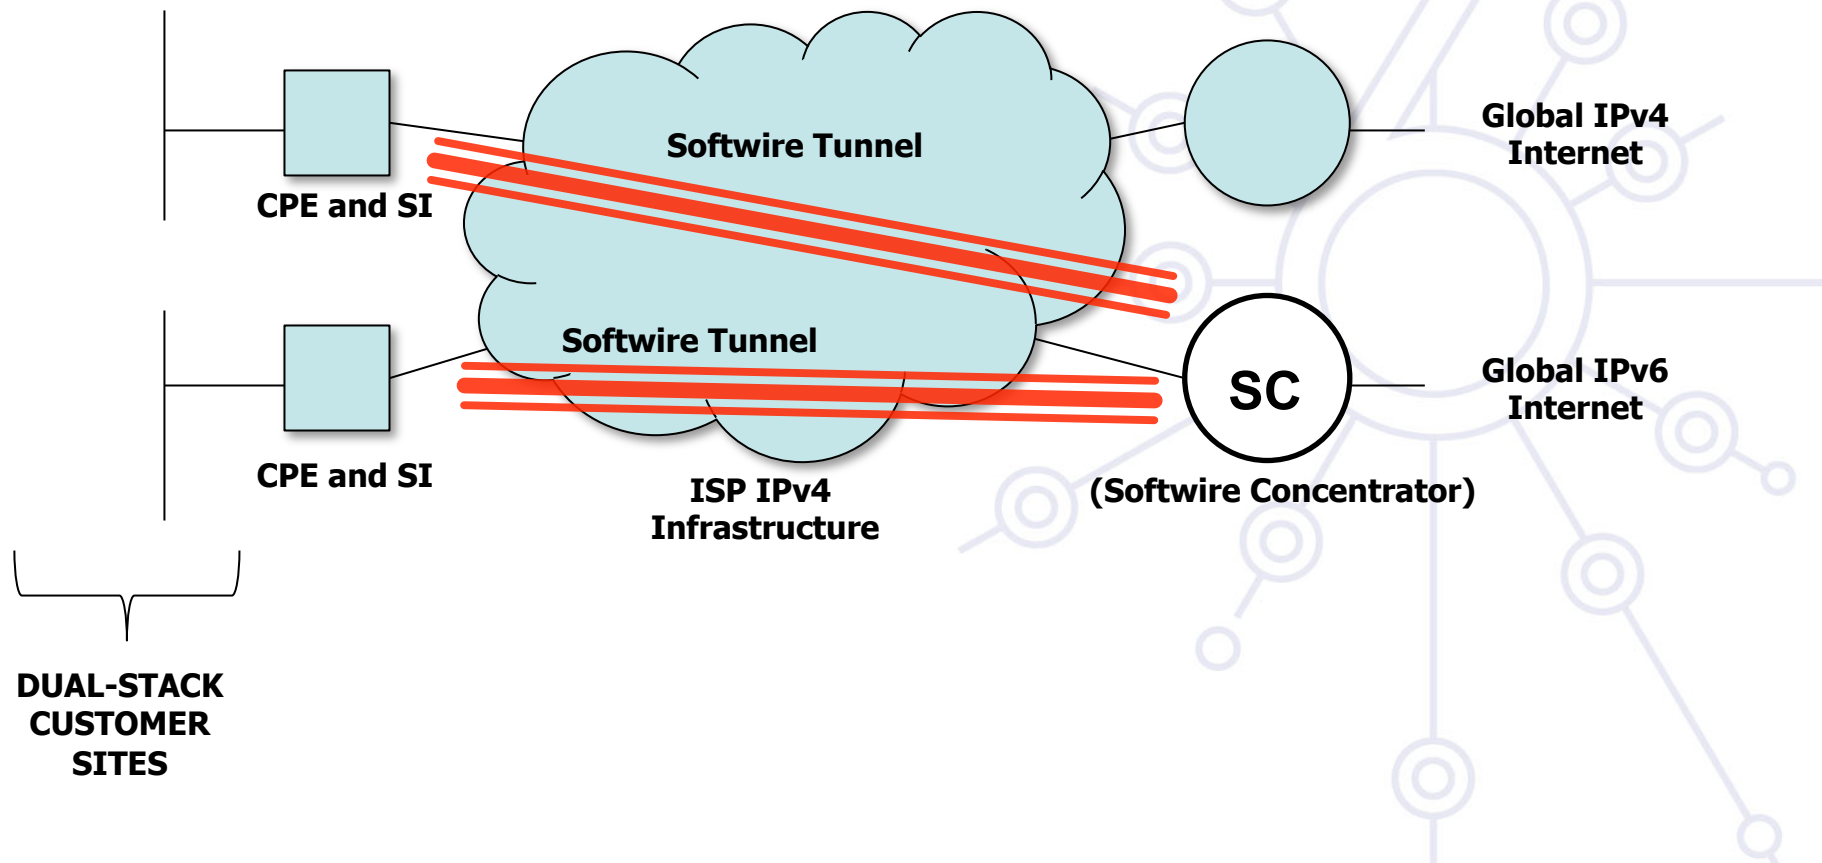 Softwire Tunnel
Global IPv4
Internet
CPE and SI
Softwire Tunnel
SC
Global IPv6
Internet
CPE and SI
ISP IPv4
Infrastructure
(Softwire Concentrator)
DUAL-STACK
CUSTOMER
SITES